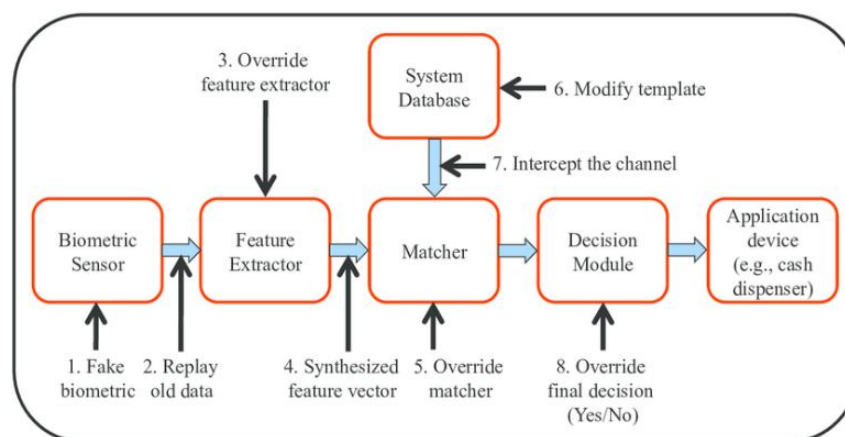 3. Override
feature extractor
System
Database
6. Modify template
7. Intercept the channel
Biometric
Sensor
Feature
Extractor
Matcher
Decision
Module
Application
device
(e.g., cash
dispenser)
1. Fake
biometric
2. Replay
old data
4. Synthesized
feature vector
5. Override
matcher
8. Override
final decision
(Yes/No)